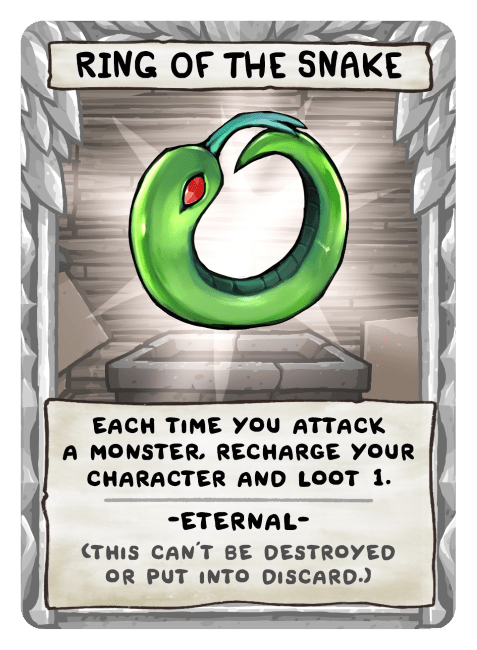 RING OF THE SNAKE
EACH TIME YOU ATTACK
A MONSTER, RECHARGE YOUR
CHARACTER AND LOOT 1.
-ETERNAL-
(THIS CAN'T BE DESTROYED
OR PUT INTO DISCARD.)